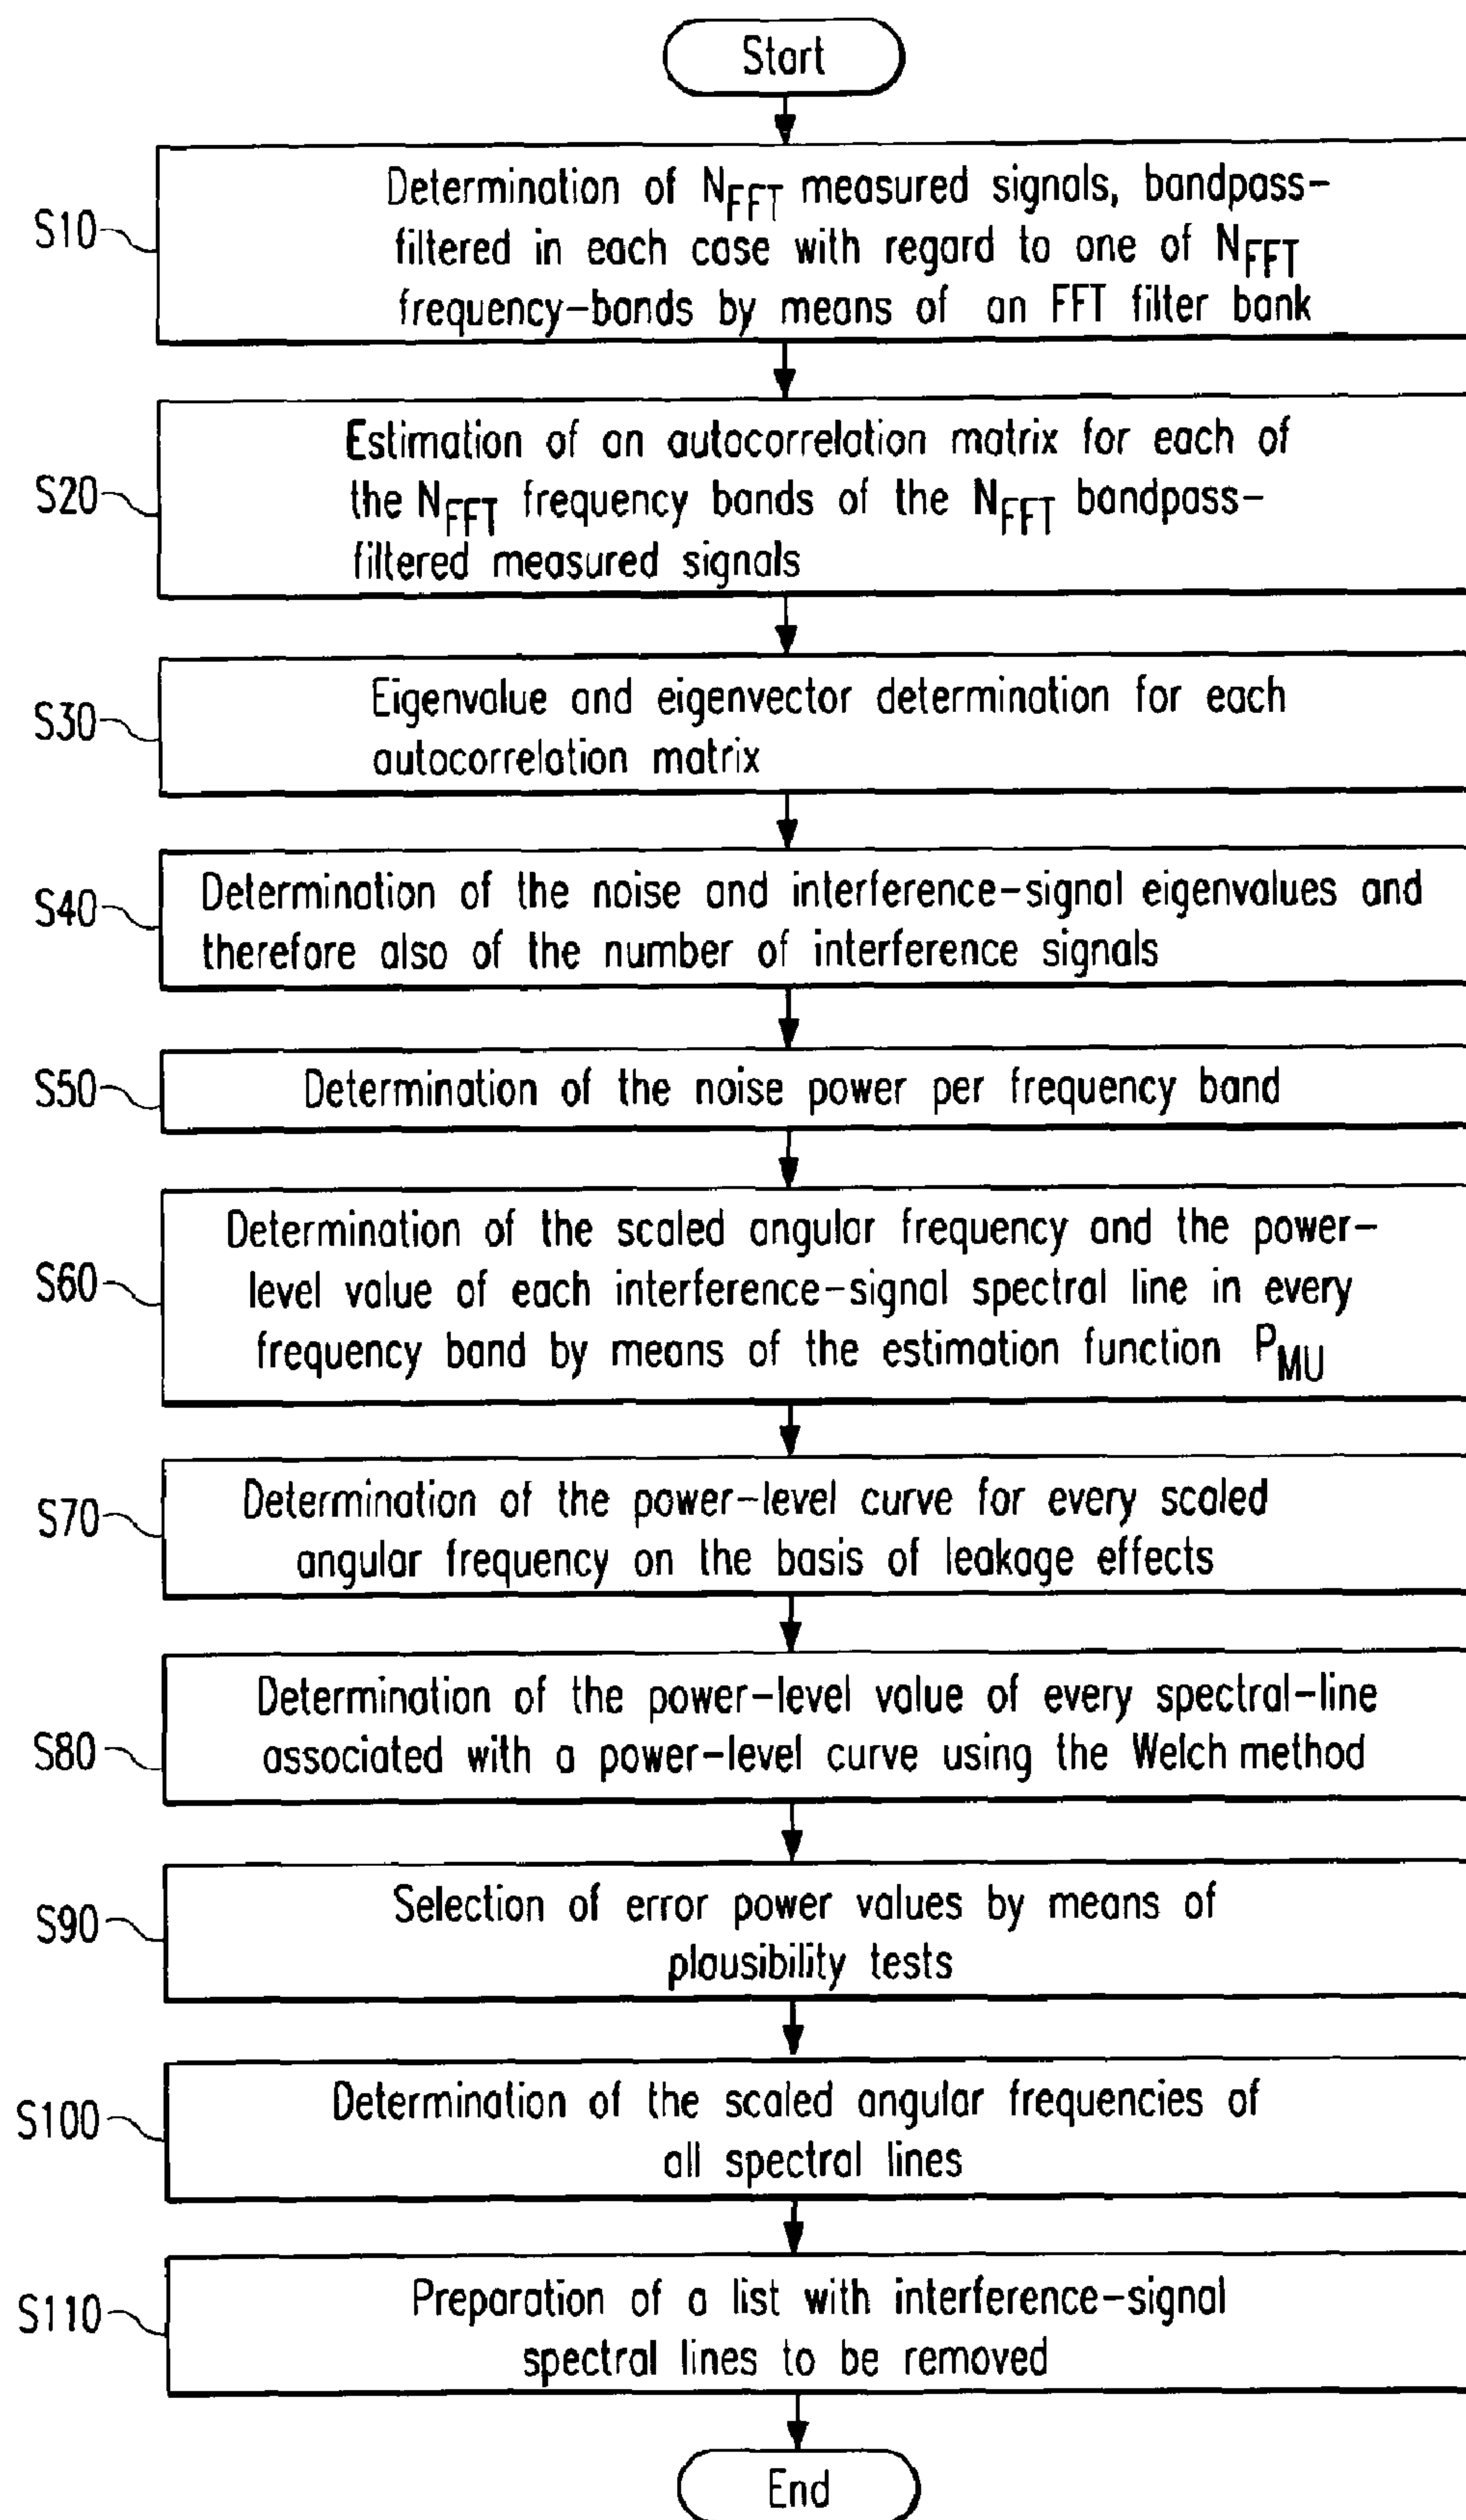 Start
S10
Determination of NFFT measured signals, bandpass-
filtered in each case with regard to one of NFFT
frequency-bands by means of an FFT filter bank
S20
Estimation of an autocorrelation matrix for each of
the NFFT frequency bands of the NFFT bandpass-
filtered measured signals
S30
Eigenvalue and eigenvector determination for each
autocorrelation matrix
S40
Determination of the noise and interference-signal eigenvalues and
therefore also of the number of interference signals
S50
Determination of the noise power per frequency band
S60
Determination of the scaled angular frequency and the power-
level value of each interference-signal spectral line in every
frequency band by means of the estimation function PMU
S70
Determination of the power-level curve for every scaled
angular frequency on the basis of leakage effects
S80
Determination of the power-level value of every spectral-line
associated with a power-level curve using the Welch method
S90
Selection of error power values by means of
plausibility tests
S100
Determination of the scaled angular frequencies of
all spectral lines
S110
Preparation of a list with interference-signal
spectral lines to be removed
End